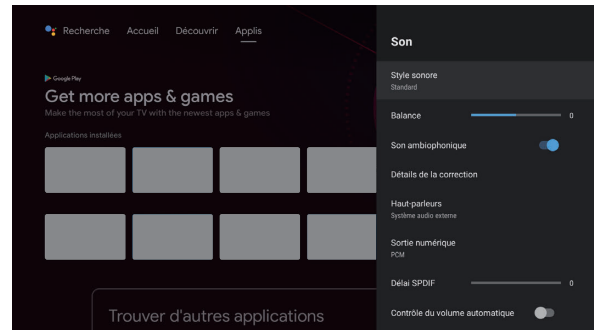 Recherche Accueil Découvrir Applis
Google Play
Get more apps & games
Make the most of your TV with the newest apps & games
Applications installées
Trouver d'autres applications
Son
Style sonore
Standard
Balance 0
Son ambiophonique
Détails de la correction
Haut-parleurs
Système audio externe
Sortie numérique
PCM
Délai SPDIF 0
Contrôle du volume automatique